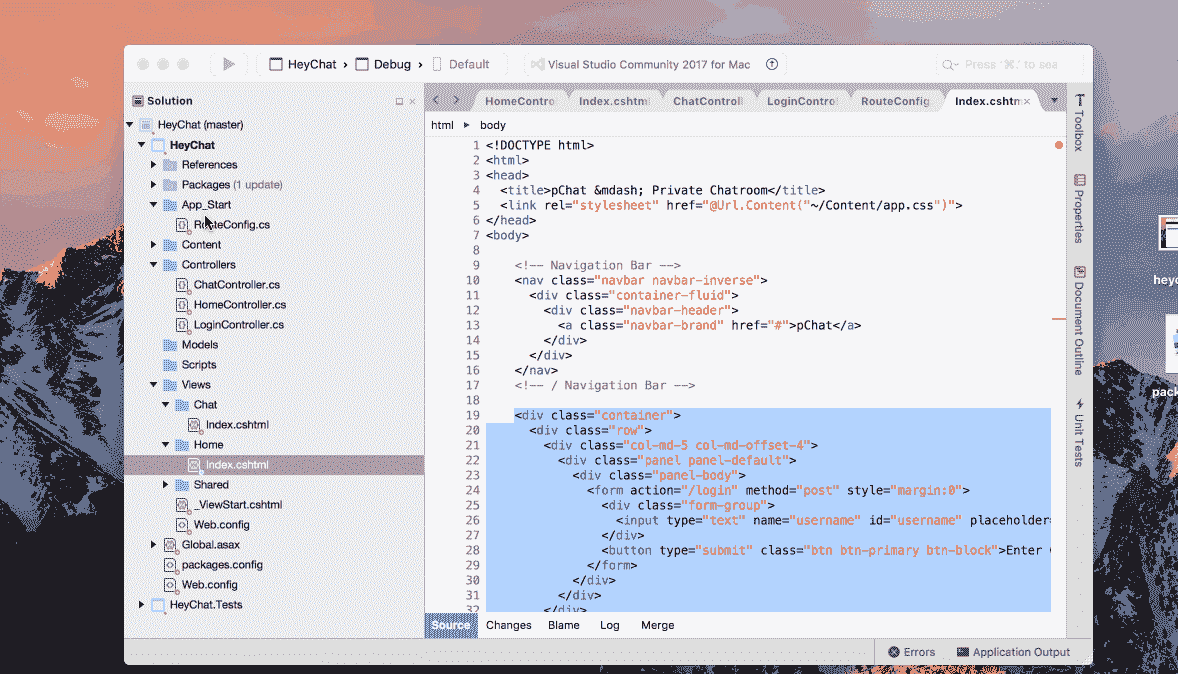 HeyChat › Debug › Default
Visual Studio Community 2017 for Mac
Press '⌘.' to sea
Solution
HeyChat (master)
HeyChat
References
Packages (1 update)
App_Start
RouteConfig.cs
Content
Controllers
ChatController.cs
HomeController.cs
LoginController.cs
Models
Scripts
Views
Chat
Index.cshtml
Home
Index.cshtml
Shared
_ViewStart.cshtml
Web.config
Global.asax
packages.config
Web.config
HeyChat.Tests
HomeContro Index.cshtml ChatControll LoginControl RouteConfig Index.cshtm
html ▸ body
1 <!DOCTYPE html>
2 <html>
3 <head>
4 <title>pChat &mdash; Private Chatroom</title>
5 <link rel="stylesheet" href="@Url.Content("~/Content/app.css")">
6 </head>
7 <body>
8
9 <!-- Navigation Bar -->
10 <nav class="navbar navbar-inverse">
11 <div class="container-fluid">
12 <div class="navbar-header">
13 <a class="navbar-brand" href="#">pChat</a>
14 </div>
15 </div>
16 </nav>
17 <!-- / Navigation Bar -->
18
19 <div class="container">
20 <div class="row">
21 <div class="col-md-5 col-md-offset-4">
22 <div class="panel panel-default">
23 <div class="panel-body">
24 <form action="/login" method="post" style="margin:0">
25 <div class="form-group">
26 <input type="text" name="username" id="username" placeholder=
27 </div>
28 <button type="submit" class="btn btn-primary btn-block">Enter
29 </form>
30 </div>
31 </div>
32 </div>
Source Changes Blame Log Merge
Errors Application Output
Toolbox
Properties
Document Outline
Unit Tests
heyc
pack